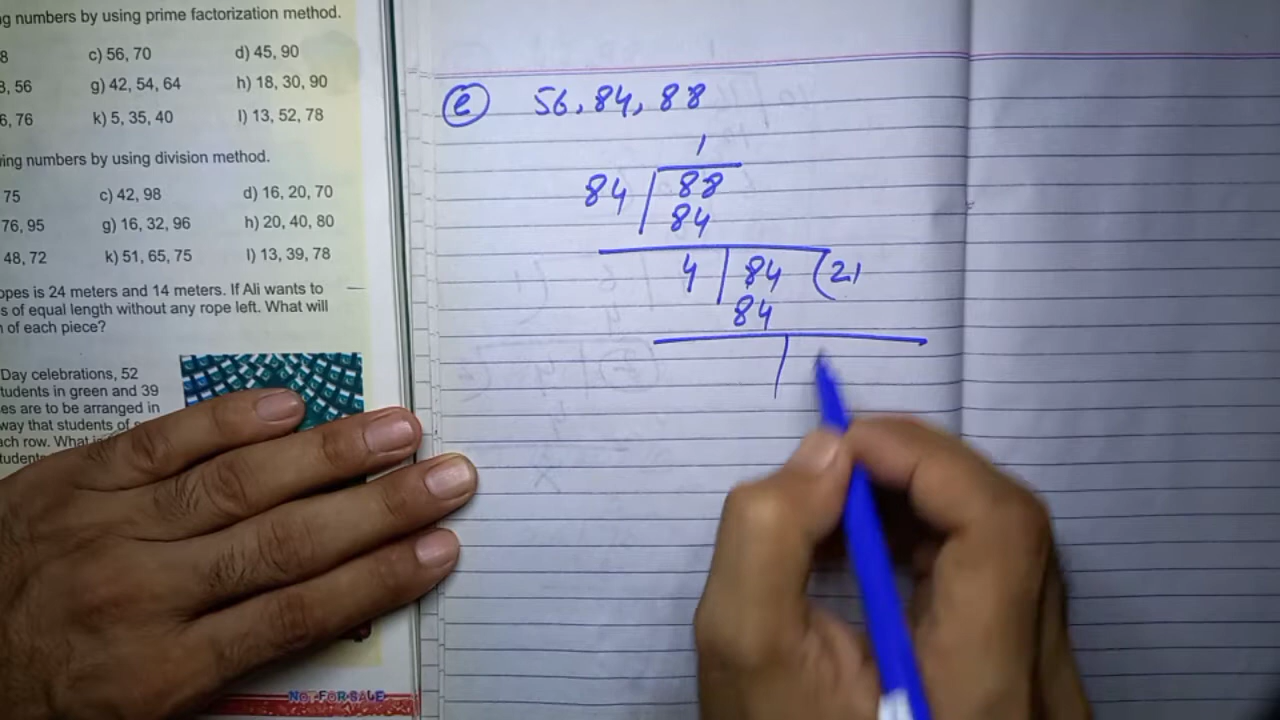 ng numbers by using prime factorization method.
8 c) 56, 70 d) 45, 90
, 56 g) 42, 54, 64 h) 18, 30, 90
6, 76 k) 5, 35, 40 l) 13, 52, 78
ing numbers by using division method.
75 c) 42, 98 d) 16, 20, 70
76, 95 g) 16, 32, 96 h) 20, 40, 80
48, 72 k) 51, 65, 75 l) 13, 39, 78
opes is 24 meters and 14 meters. If Ali wants to
s of equal length without any rope left. What will
n of each piece?
Day celebrations, 52
tudents in green and 39
es are to be arranged in
way that students of
ach row. What
tudents
NOT FOR SALE
e 56, 84, 88
1
84 88
84
4 84 (21
84